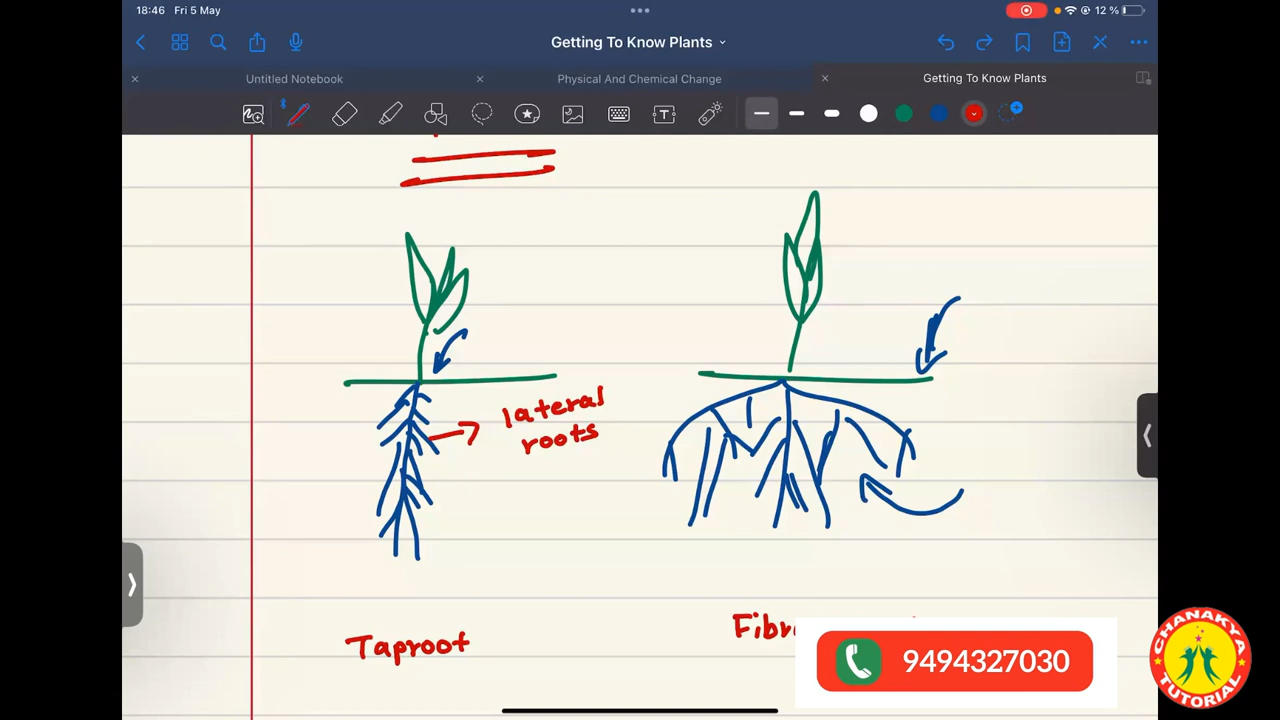 18:46 Fri 5 May
12 %
Getting To Know Plants
Untitled Notebook
Physical And Chemical Change
Getting To Know Plants
T
lateral
roots
Taproot
9494327030
CHANAKYA
TUTORIAL